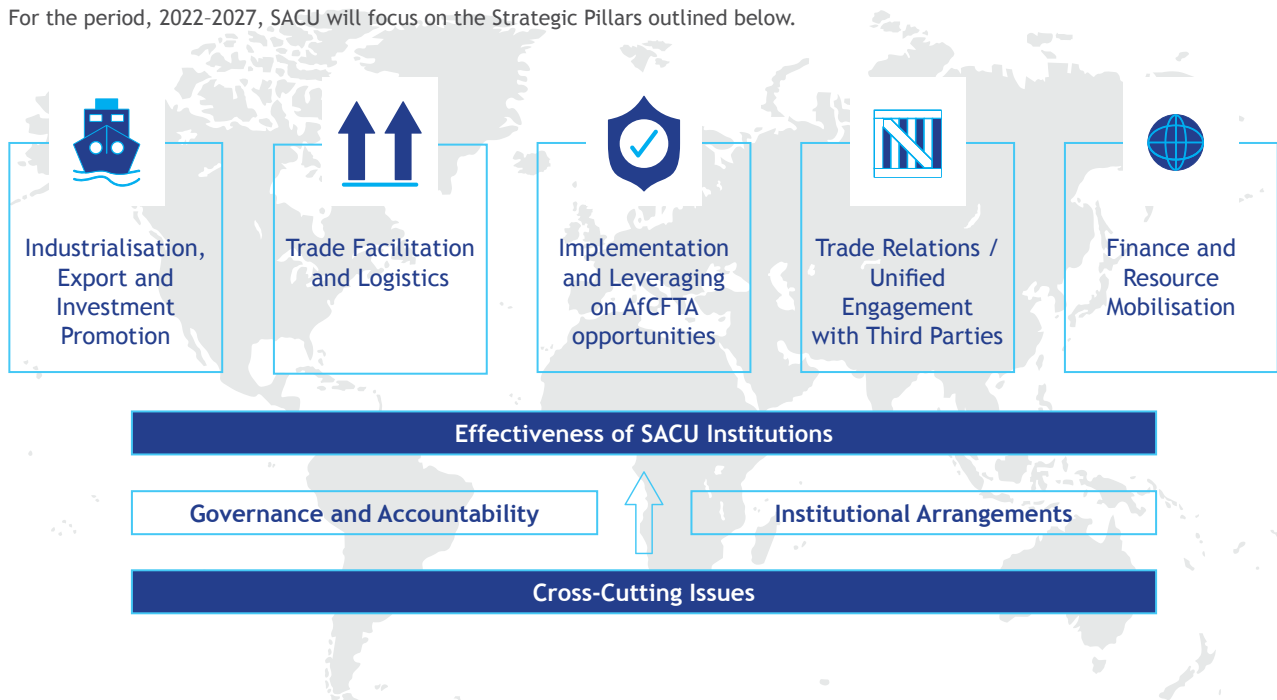 For the period, 2022-2027, SACU will focus on the Strategic Pillars outlined below.
Industrialisation,
Export and
Investment
Promotion
Trade Facilitation
and Logistics
Implementation
and Leveraging
on AfCFTA
opportunities
Trade Relations /
Unified
Engagement
with Third Parties
Finance and
Resource
Mobilisation
Effectiveness of SACU Institutions
Governance and Accountability
Institutional Arrangements
Cross-Cutting Issues